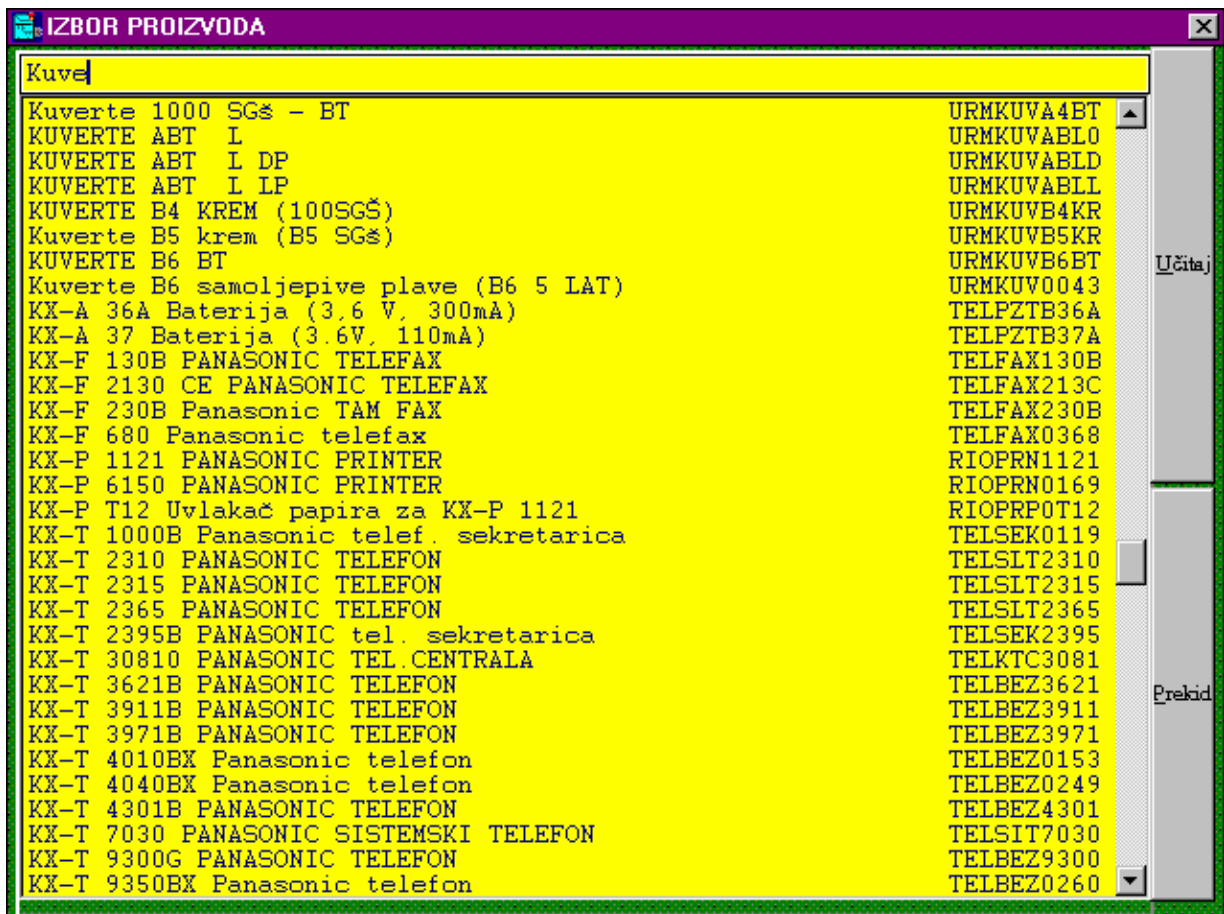 IZBOR PROIZVODA
Kuve
Kuverte 1000 SGš - BT URMKUVA4BT
KUVERTE ABT  L URMKUVABL0
KUVERTE ABT  L DP URMKUVABLD
KUVERTE ABT  L LP URMKUVABLL
KUVERTE B4 KREM (100SGŠ) URMKUVB4KR
Kuverte B5 krem (B5 SGš) URMKUVB5KR
KUVERTE B6 BT URMKUVB6BT
Kuverte B6 samoljepive plave (B6 5 LAT) URMKUV0043
KX-A 36A Baterija (3,6 V, 300mA) TELPZTB36A
KX-A 37 Baterija (3.6V, 110mA) TELPZTB37A
KX-F 130B PANASONIC TELEFAX TELFAX130B
KX-F 2130 CE PANASONIC TELEFAX TELFAX213C
KX-F 230B Panasonic TAM FAX TELFAX230B
KX-F 680 Panasonic telefax TELFAX0368
KX-P 1121 PANASONIC PRINTER RIOPRN1121
KX-P 6150 PANASONIC PRINTER RIOPRN0169
KX-P T12 Uvlakač papira za KX-P 1121 RIOPRP0T12
KX-T 1000B Panasonic telef. sekretarica TELSEK0119
KX-T 2310 PANASONIC TELEFON TELSLT2310
KX-T 2315 PANASONIC TELEFON TELSLT2315
KX-T 2365 PANASONIC TELEFON TELSLT2365
KX-T 2395B PANASONIC tel. sekretarica TELSEK2395
KX-T 30810 PANASONIC TEL.CENTRALA TELKTC3081
KX-T 3621B PANASONIC TELEFON TELBEZ3621
KX-T 3911B PANASONIC TELEFON TELBEZ3911
KX-T 3971B PANASONIC TELEFON TELBEZ3971
KX-T 4010BX Panasonic telefon TELBEZ0153
KX-T 4040BX Panasonic telefon TELBEZ0249
KX-T 4301B PANASONIC TELEFON TELBEZ4301
KX-T 7030 PANASONIC SISTEMSKI TELEFON TELSIT7030
KX-T 9300G PANASONIC TELEFON TELBEZ9300
KX-T 9350BX Panasonic telefon TELBEZ0260
Učitaj
Prekid